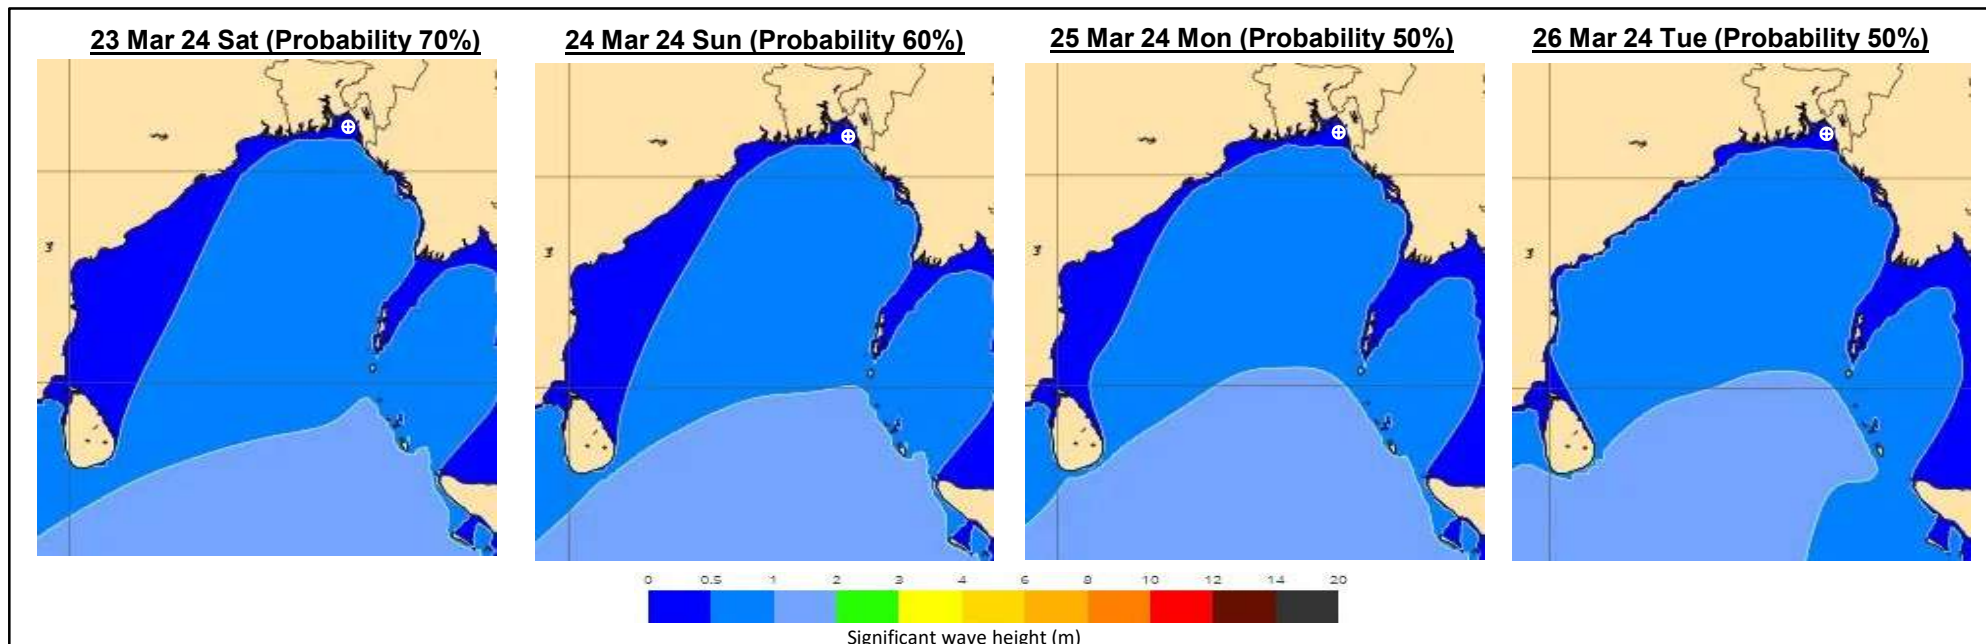 23 Mar 24 Sat (Probability 70%)
24 Mar 24 Sun (Probability 60%)
25 Mar 24 Mon (Probability 50%)
26 Mar 24 Tue (Probability 50%)
0 0.5 1 2 3 4 6 8 10 12 14 20
Significant wave height (m)